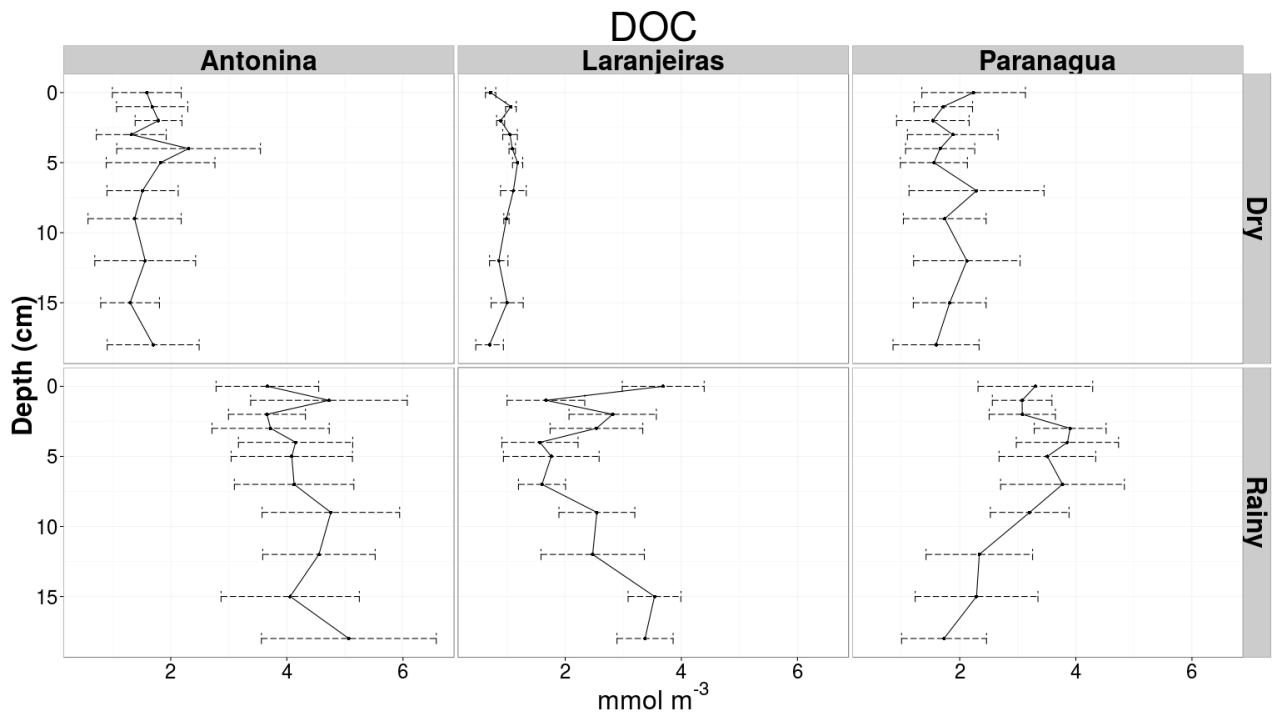 DOC
Antonina Laranjeiras Paranagua
0
5
10
15
Dry
0
5
10
15
Rainy
Depth (cm)
2 4 6 2 4 6 2 4 6
mmol m⁻³